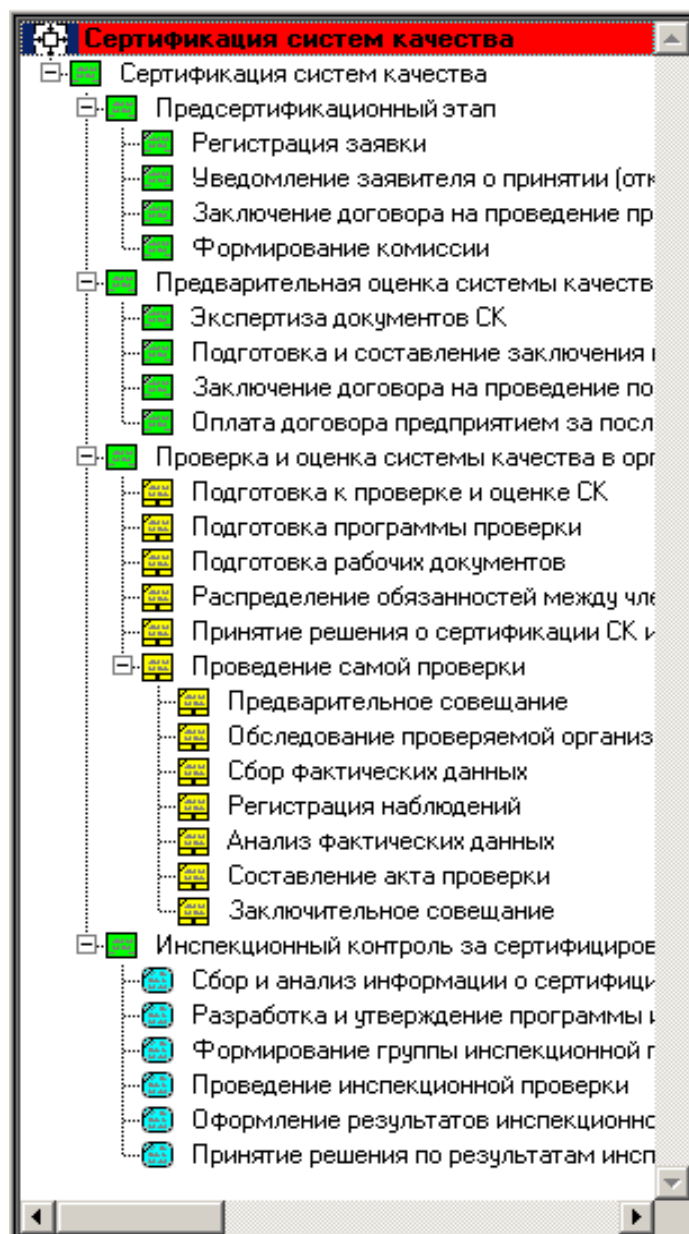 Сертификация систем качества
Сертификация систем качества
Предсертификационный этап
Регистрация заявки
Уведомление заявителя о принятии (отк
Заключение договора на проведение пр
Формирование комиссии
Предварительная оценка системы качеств
Экспертиза документов СК
Подготовка и составление заключения
Заключение договора на проведение по
Оплата договора предприятием за посл
Проверка и оценка системы качества в орг
Подготовка к проверке и оценке СК
Подготовка программы проверки
Подготовка рабочих документов
Распределение обязанностей между чле
Принятие решения о сертификации СК и
Проведение самой проверки
Предварительное совещание
Обследование проверяемой организ
Сбор фактических данных
Регистрация наблюдений
Анализ фактических данных
Составление акта проверки
Заключительное совещание
Инспекционный контроль за сертифициров
Сбор и анализ информации о сертифици
Разработка и утверждение программы и
Формирование группы инспекционной п
Проведение инспекционной проверки
Оформление результатов инспекционно
Принятие решения по результатам инсп